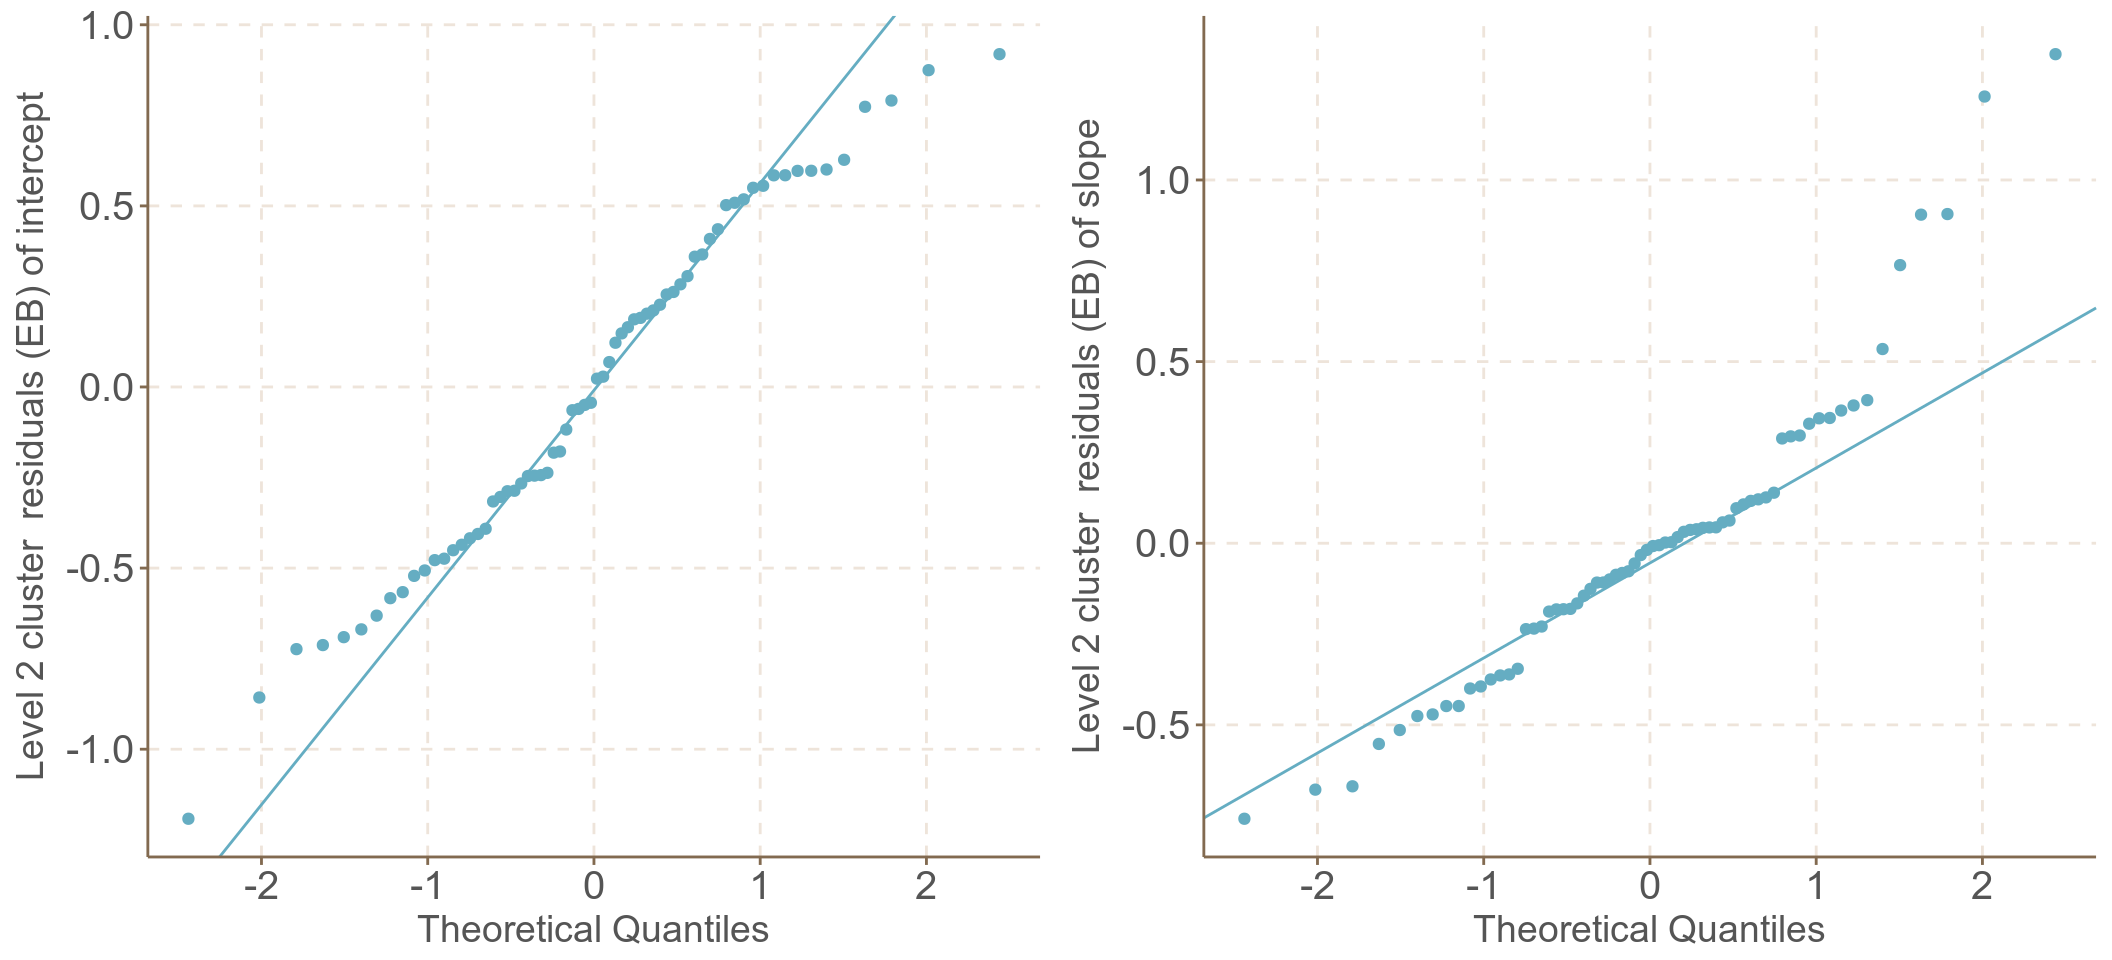 Level 2 cluster  residuals (EB) of intercept
1.0
0.5
0.0
-0.5
-1.0
-2 -1 0 1 2
Theoretical Quantiles
Level 2 cluster  residuals (EB) of slope
1.0
0.5
0.0
-0.5
-2 -1 0 1 2
Theoretical Quantiles